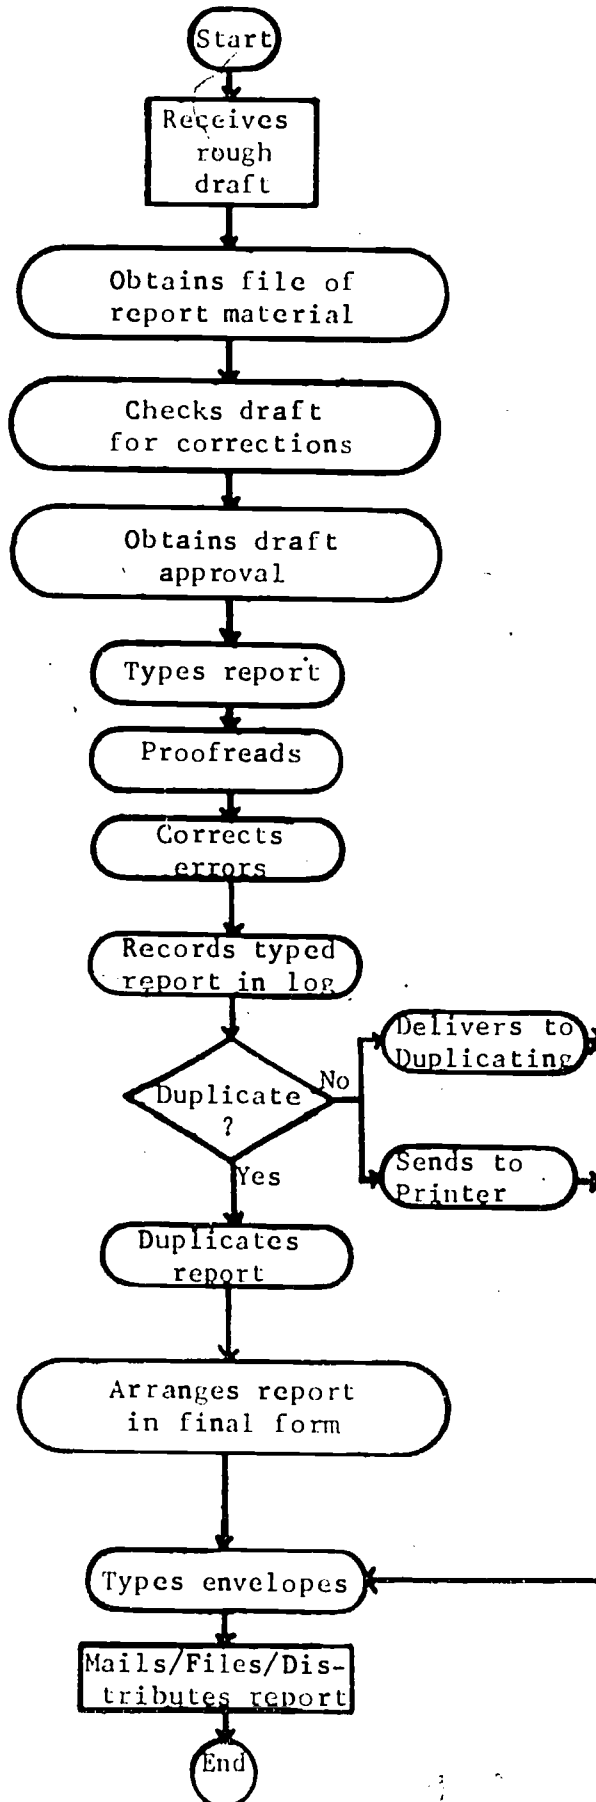 Start
Receives
rough
draft
Obtains file of
report material
Checks draft
for corrections
Obtains draft
approval
Types report
Proofreads
Corrects
errors
Records typed
report in log
Duplicate
?
No
Delivers to
Duplicating
Sends to
Printer
Yes
Duplicates
report
Arranges report
in final form
Types envelopes
Mails/Files/Dis-
tributes report
End